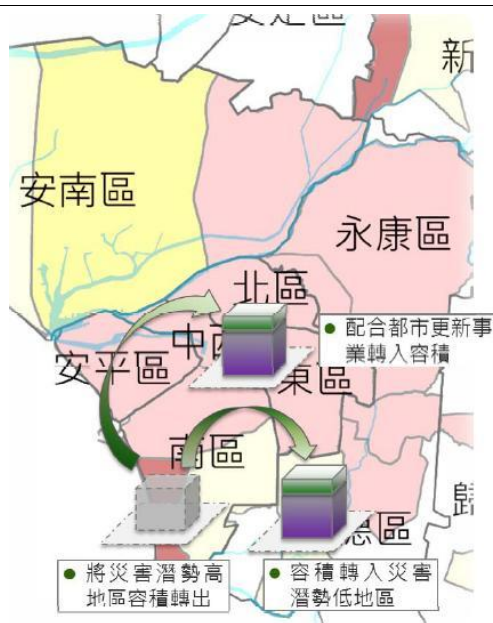 新
安南區
永康區
北區
中西
安平區
東區
● 配合都市更新事
業轉入容積
南區
歸
區
● 將災害潛勢高
地區容積轉出
● 容積轉入災害
潛勢低地區